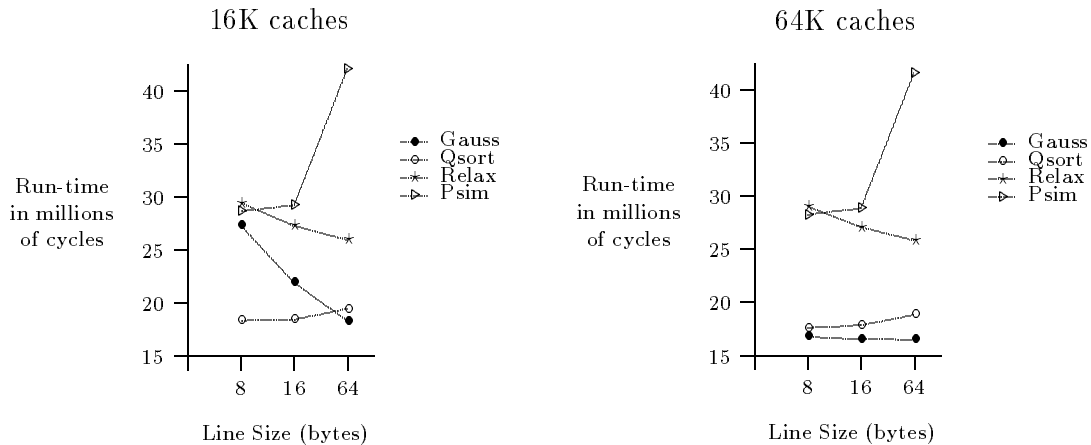 16K caches
40
35
30
25
20
15
Run-time
in millions
of cycles
8 16 64
Line Size (bytes)
Gauss
Qsort
Relax
Psim
64K caches
40
35
30
25
20
15
Run-time
in millions
of cycles
8 16 64
Line Size (bytes)
Gauss
Qsort
Relax
Psim